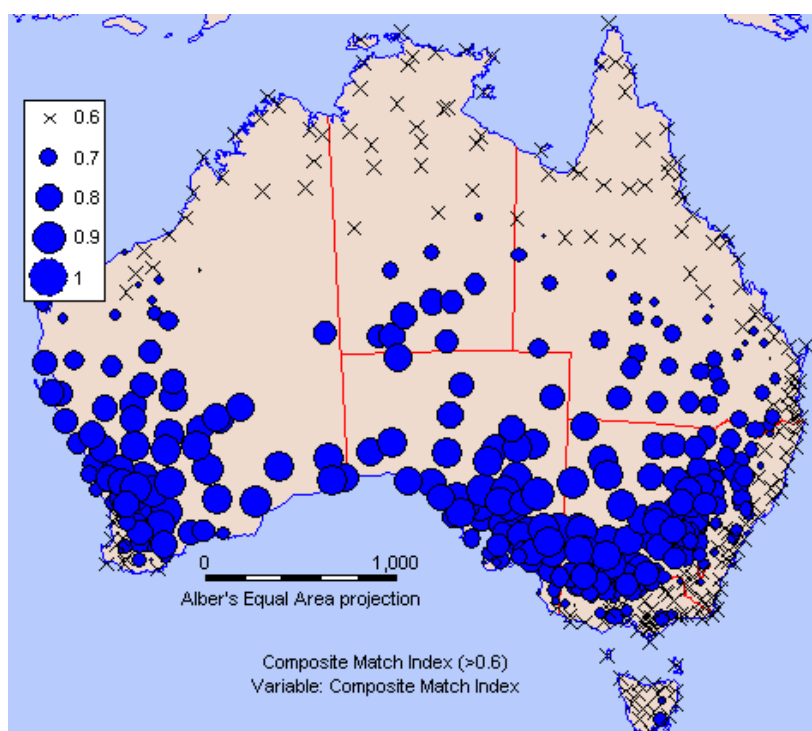 0.6
0.7
0.8
0.9
1
0 1,000
Alber's Equal Area projection
Composite Match Index (>0.6)
Variable: Composite Match Index